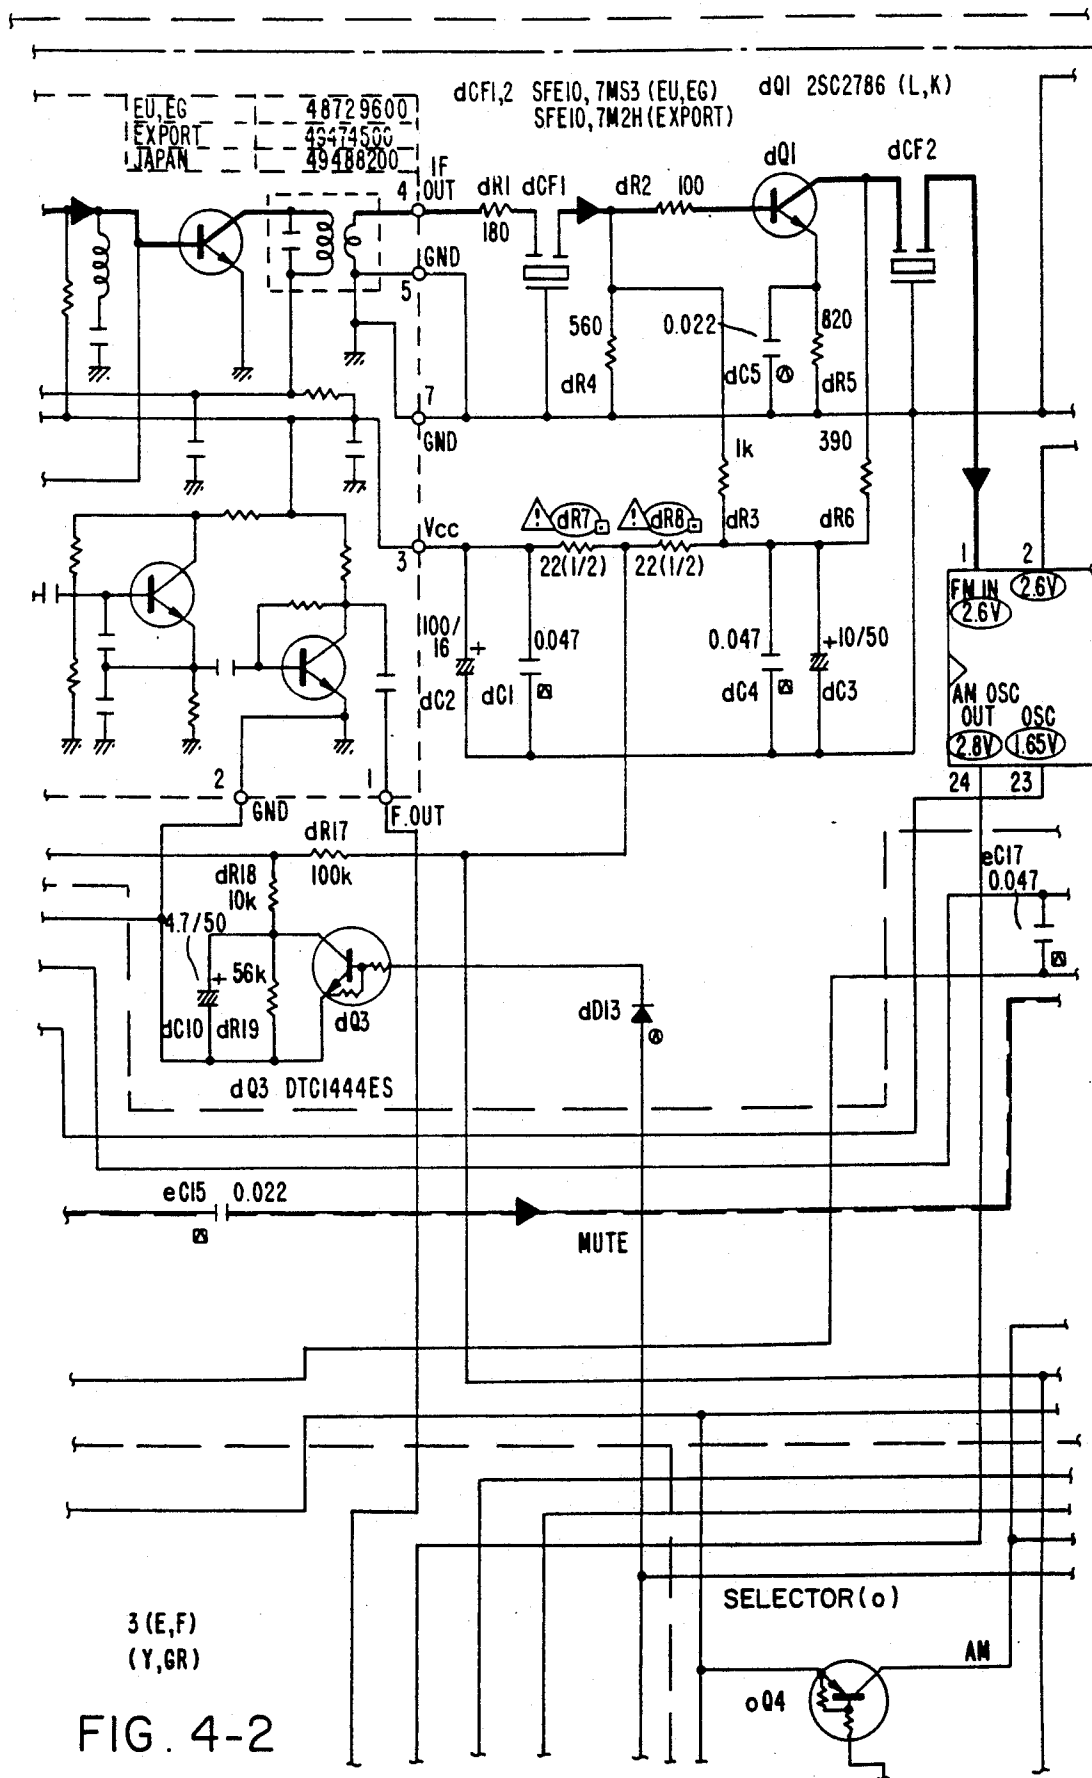 dCF1,2 SFE10,7MS3 (EU,EG) dQ1 2SC2786 (L,K)
SFE10,7M2H (EXPORT)
EU,EG 48729600
EXPORT
JAPAN 49488200
IF
4 OUT dR1 dCF1 dR2 100 dQ1 dCF2
180
GND
5
560 0.022 820
dR4 dC5 dR5
7
GND
1k 390
Vcc dR7 dR8 dR3 dR6
3 22(1/2) 22(1/2)
1 2
FM IN 2.6V
2.6V
100/16 + 0.047 0.047 +10/50
dC2 dC1 dC4 dC3
AM OSC
OUT OSC
2.8V 1.65V
24 23
2 1
GND F.OUT
dR17
100k
dR18
10k
eC17
0.047
4.7/50
+ 56k
dC10 dR19 dQ3 dD13
dQ3 DTC1444ES
eC15 0.022
MUTE
SELECTOR(o)
3 (E,F)
(Y,GR)
AM
oQ4
FIG. 4-2